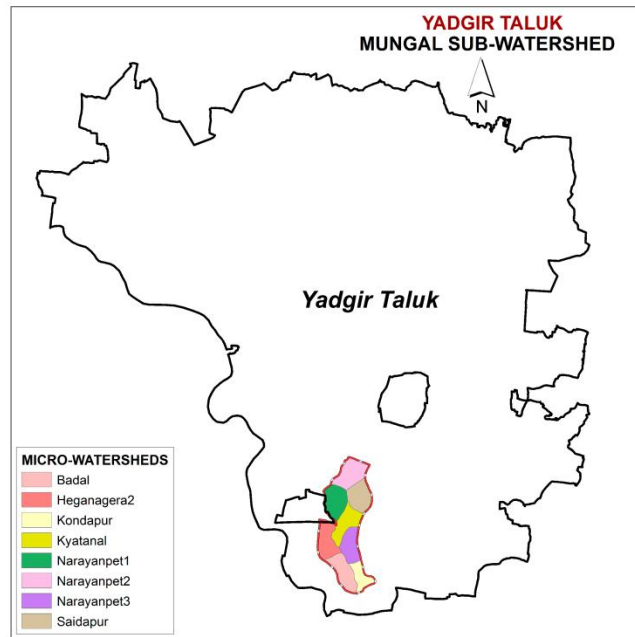 YADGIR TALUK
MUNGAL SUB-WATERSHED
N
Yadgir Taluk
MICRO-WATERSHEDS
Badal
Heganagera2
Kondapur
Kyatanal
Narayanpet1
Narayanpet2
Narayanpet3
Saidapur